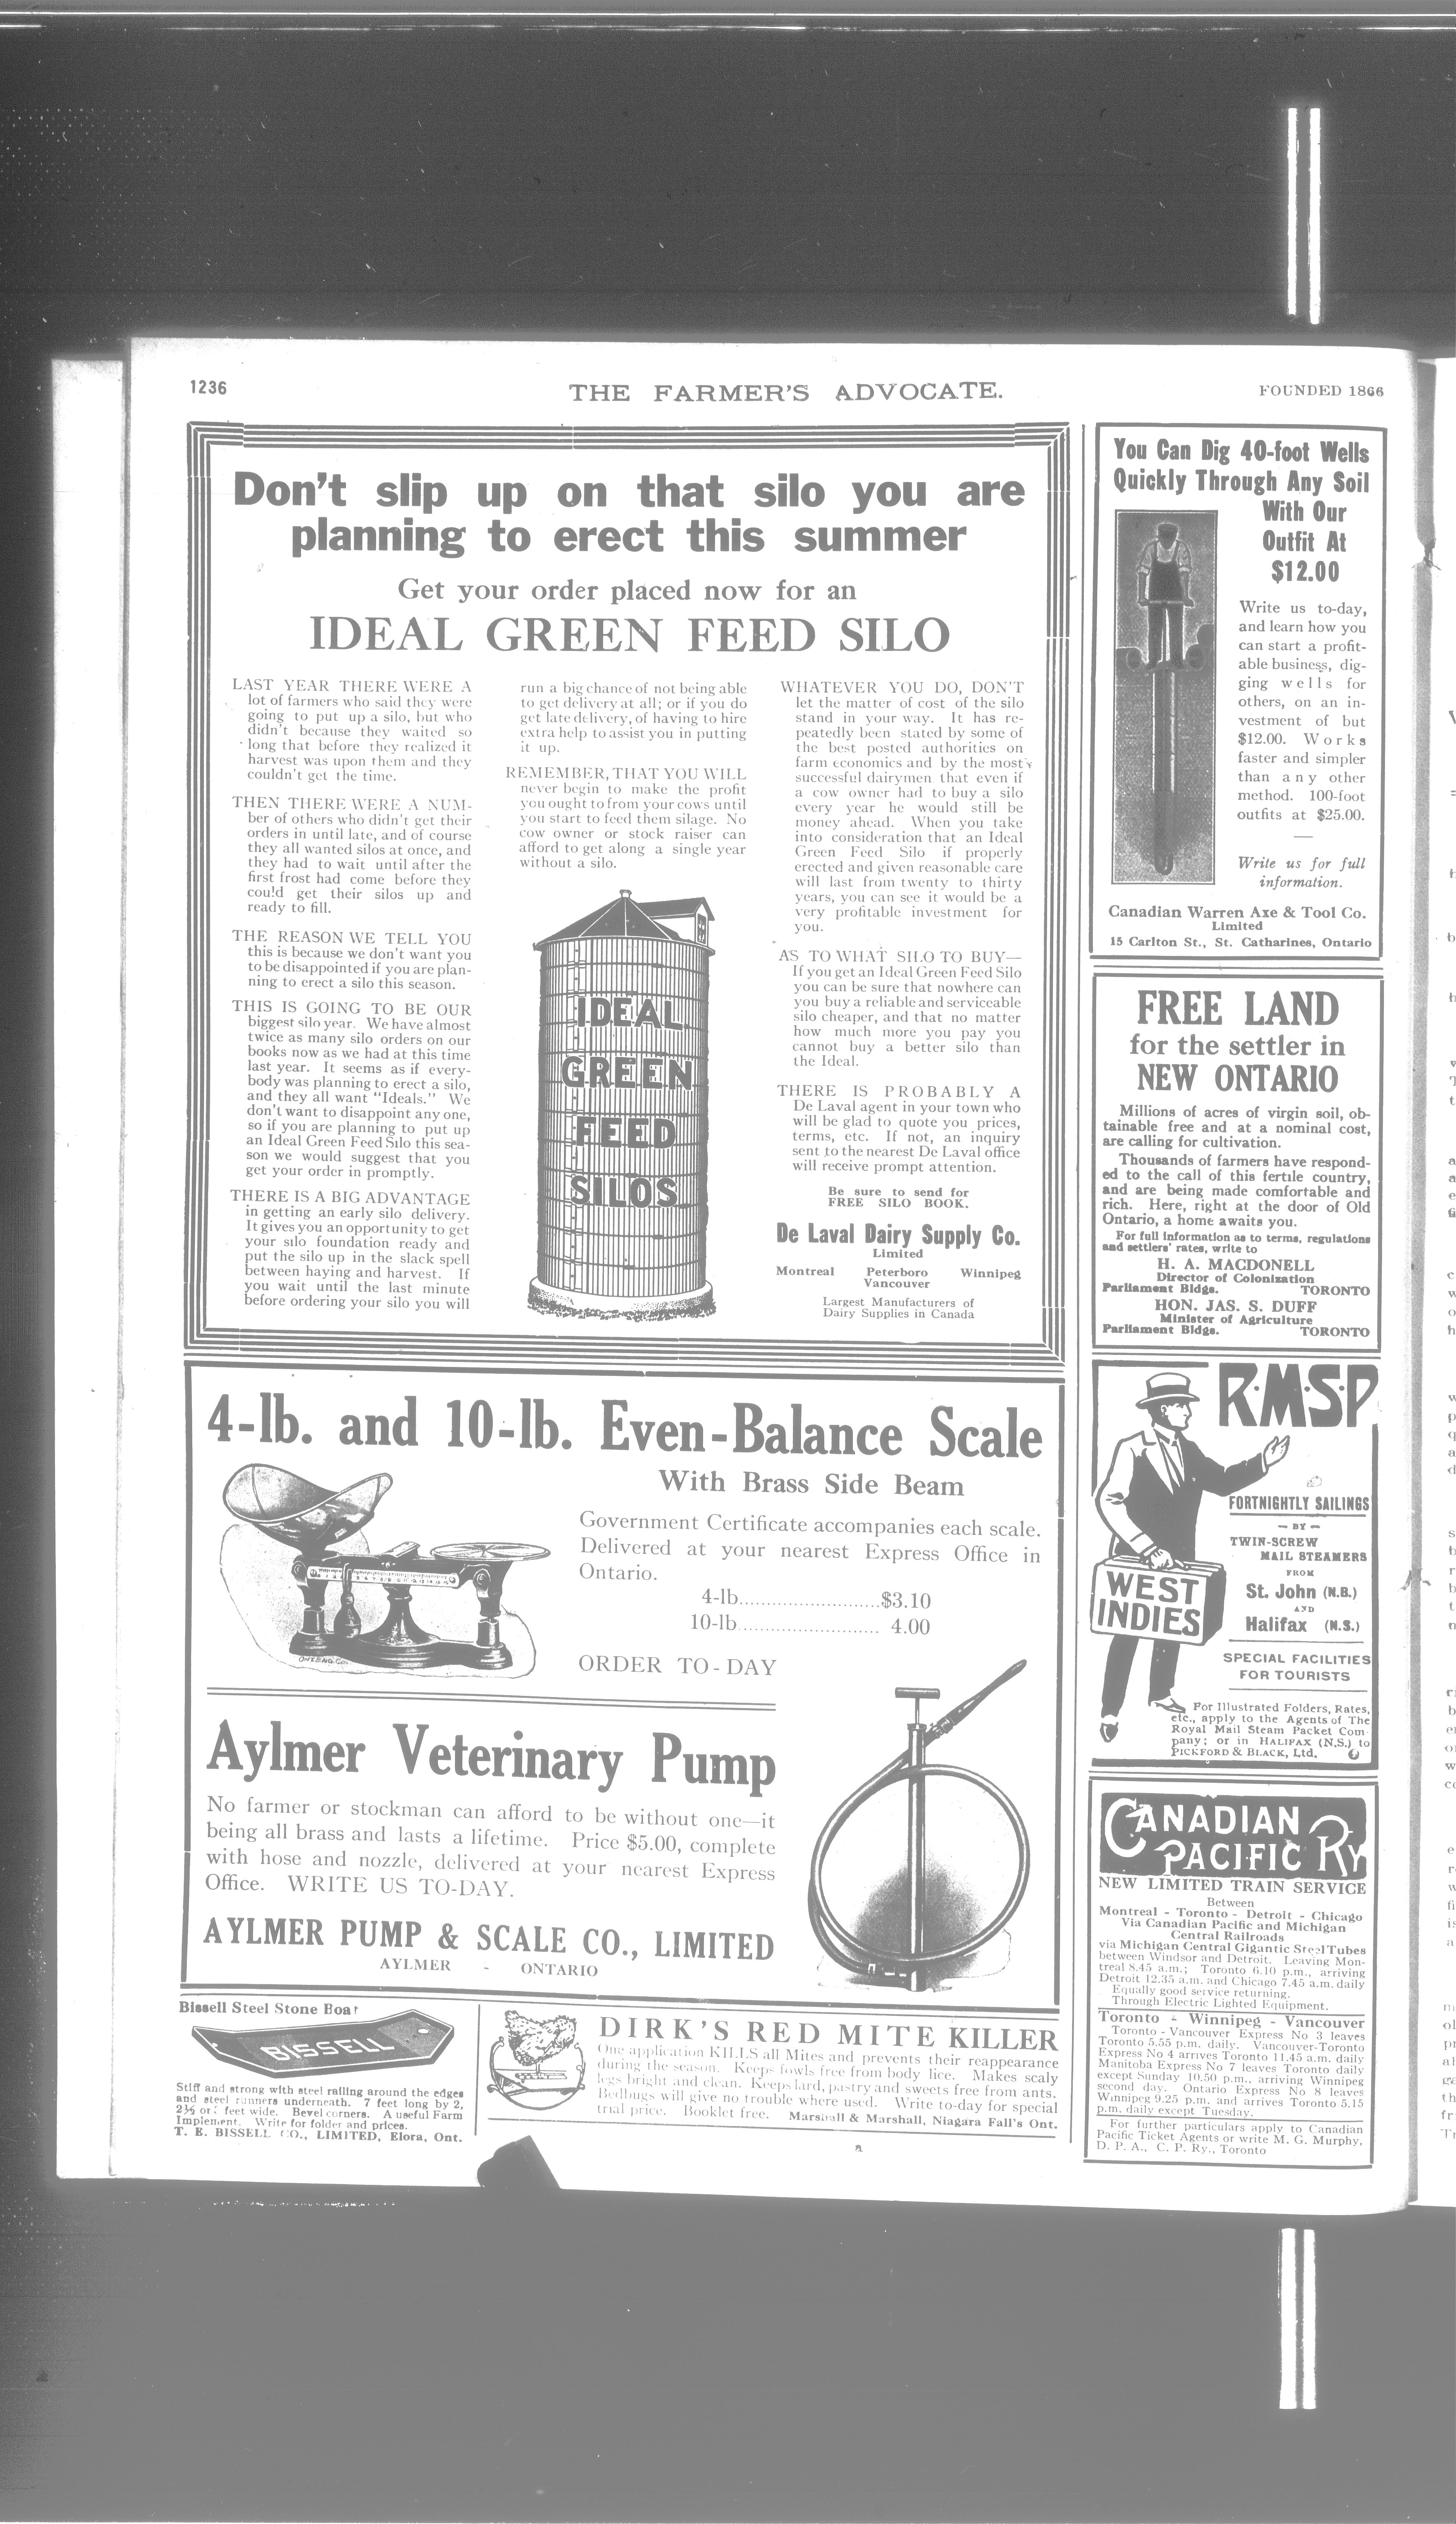 1236
THE FARMER'S ADVOCATE.
FOUNDED 1866
Don't slip up on that silo you are
planning to erect this summer
Get your order placed now for an
IDEAL GREEN FEED SILO
LAST YEAR THERE WERE A
lot of farmers who said they were
going to put up a silo, but who
didn't because they waited so
long that before they realized it
harvest was upon them and they
couldn't get the time.
THEN THERE WERE A NUM-
ber of others who didn't get their
orders in until late, and of course
they all wanted silos at once, and
they had to wait until after the
first frost had come before they
could get their silos up and
ready to fill.
THE REASON WE TELL YOU
this is because we don't want you
to be disappointed if you are plan-
ning to erect a silo this season.
THIS IS GOING TO BE OUR
biggest silo year. We have almost
twice as many silo orders on our
books now as we had at this time
last year. It seems as if every-
body was planning to erect a silo,
and they all want "Ideals." We
don't want to disappoint any one,
so if you are planning to put up
an Ideal Green Feed Silo this sea-
son we would suggest that you
get your order in promptly.
THERE IS A BIG ADVANTAGE
in getting an early silo delivery.
It gives you an opportunity to get
your silo foundation ready and
put the silo up in the slack spell
between haying and harvest. If
you wait until the last minute
before ordering your silo you will
run a big chance of not being able
to get delivery at all; or if you do
get late delivery, of having to hire
extra help to assist you in putting
it up.
REMEMBER, THAT YOU WILL
never begin to make the profit
you ought to from your cows until
you start to feed them silage. No
cow owner or stock raiser can
afford to get along a single year
without a silo.
IDEAL
GREEN
FEED
SILOS
WHATEVER YOU DO, DON'T
let the matter of cost of the silo
stand in your way. It has re-
peatedly been stated by some of
the best posted authorities on
farm economics and by the most
successful dairymen that even if
a cow owner had to buy a silo
every year he would still be
money ahead. When you take
into consideration that an Ideal
Green Feed Silo if properly
erected and given reasonable care
will last from twenty to thirty
years, you can see it would be a
very profitable investment for
you.
AS TO WHAT SILO TO BUY—
If you get an Ideal Green Feed Silo
you can be sure that nowhere can
you buy a reliable and serviceable
silo cheaper, and that no matter
how much more you pay you
cannot buy a better silo than
the Ideal.
THERE IS PROBABLY A
De Laval agent in your town who
will be glad to quote you prices,
terms, etc. If not, an inquiry
sent to the nearest De Laval office
will receive prompt attention.
Be sure to send for
FREE SILO BOOK.
De Laval Dairy Supply Co.
Limited
Montreal Peterboro Winnipeg
Vancouver
Largest Manufacturers of
Dairy Supplies in Canada
4-lb. and 10-lb. Even-Balance Scale
With Brass Side Beam
Government Certificate accompanies each scale.
Delivered at your nearest Express Office in
Ontario.
4-lb.........................$3.10
10-lb......................... 4.00
ORDER TO-DAY
Aylmer Veterinary Pump
No farmer or stockman can afford to be without one—it
being all brass and lasts a lifetime. Price $5.00, complete
with hose and nozzle, delivered at your nearest Express
Office. WRITE US TO-DAY.
AYLMER PUMP & SCALE CO., LIMITED
AYLMER - ONTARIO
Bissell Steel Stone Boat
BISSELL
Stiff and strong with steel railing around the edges
and steel runners underneath. 7 feet long by 2,
2½ or feet wide. Bevel corners. A useful Farm
Implement. Write for folder and prices.
T. E. BISSELL CO., LIMITED, Elora, Ont.
DIRK'S RED MITE KILLER
One application KILLS all Mites and prevents their reappearance
during the season. Keeps fowls free from body lice. Makes scaly
legs bright and clean. Keeps lard, pastry and sweets free from ants.
Bedbugs will give no trouble where used. Write to-day for special
trial price. Booklet free. Marshall & Marshall, Niagara Fall's Ont.
You Can Dig 40-foot Wells
Quickly Through Any Soil
With Our
Outfit At
$12.00
Write us to-day,
and learn how you
can start a profit-
able business, dig-
ging wells for
others, on an in-
vestment of but
$12.00. Works
faster and simpler
than any other
method. 100-foot
outfits at $25.00.
Write us for full
information.
Canadian Warren Axe & Tool Co.
Limited
15 Carlton St., St. Catharines, Ontario
FREE LAND
for the settler in
NEW ONTARIO
Millions of acres of virgin soil, ob-
tainable free and at a nominal cost,
are calling for cultivation.
Thousands of farmers have respond-
ed to the call of this fertile country,
and are being made comfortable and
rich. Here, right at the door of Old
Ontario, a home awaits you.
For full information as to terms, regulations
and settlers' rates, write to
H. A. MACDONELL
Director of Colonization
Parliament Bldgs. TORONTO
HON. JAS. S. DUFF
Minister of Agriculture
Parliament Bldgs. TORONTO
R·M·S·P
FORTNIGHTLY SAILINGS
—BY—
TWIN-SCREW
MAIL STEAMERS
FROM
St. John (N.B.)
AND
Halifax (N.S.)
WEST
INDIES
SPECIAL FACILITIES
FOR TOURISTS
For Illustrated Folders, Rates,
etc., apply to the Agents of The
Royal Mail Steam Packet Com-
pany; or in HALIFAX (N.S.) to
PICKFORD & BLACK, Ltd.
CANADIAN
PACIFIC RY
NEW LIMITED TRAIN SERVICE
Between
Montreal - Toronto - Detroit - Chicago
Via Canadian Pacific and Michigan
Central Railroads
via Michigan Central Gigantic Steel Tubes
between Windsor and Detroit. Leaving Mon-
treal 8.45 a.m.; Toronto 6.10 p.m., arriving
Detroit 12.35 a.m. and Chicago 7.45 a.m. daily
Equally good service returning.
Through Electric Lighted Equipment.
Toronto - Winnipeg - Vancouver
Toronto - Vancouver Express No 3 leaves
Toronto 5.55 p.m. daily. Vancouver-Toronto
Express No 4 arrives Toronto 11.45 a.m. daily
Manitoba Express No 7 leaves Toronto daily
except Sunday 10.50 p.m., arriving Winnipeg
second day. Ontario Express No 8 leaves
Winnipeg 9.25 p.m. and arrives Toronto 5.15
p.m. daily except Tuesday.
For further particulars apply to Canadian
Pacific Ticket Agents or write M. G. Murphy,
D. P. A., C. P. Ry., Toronto